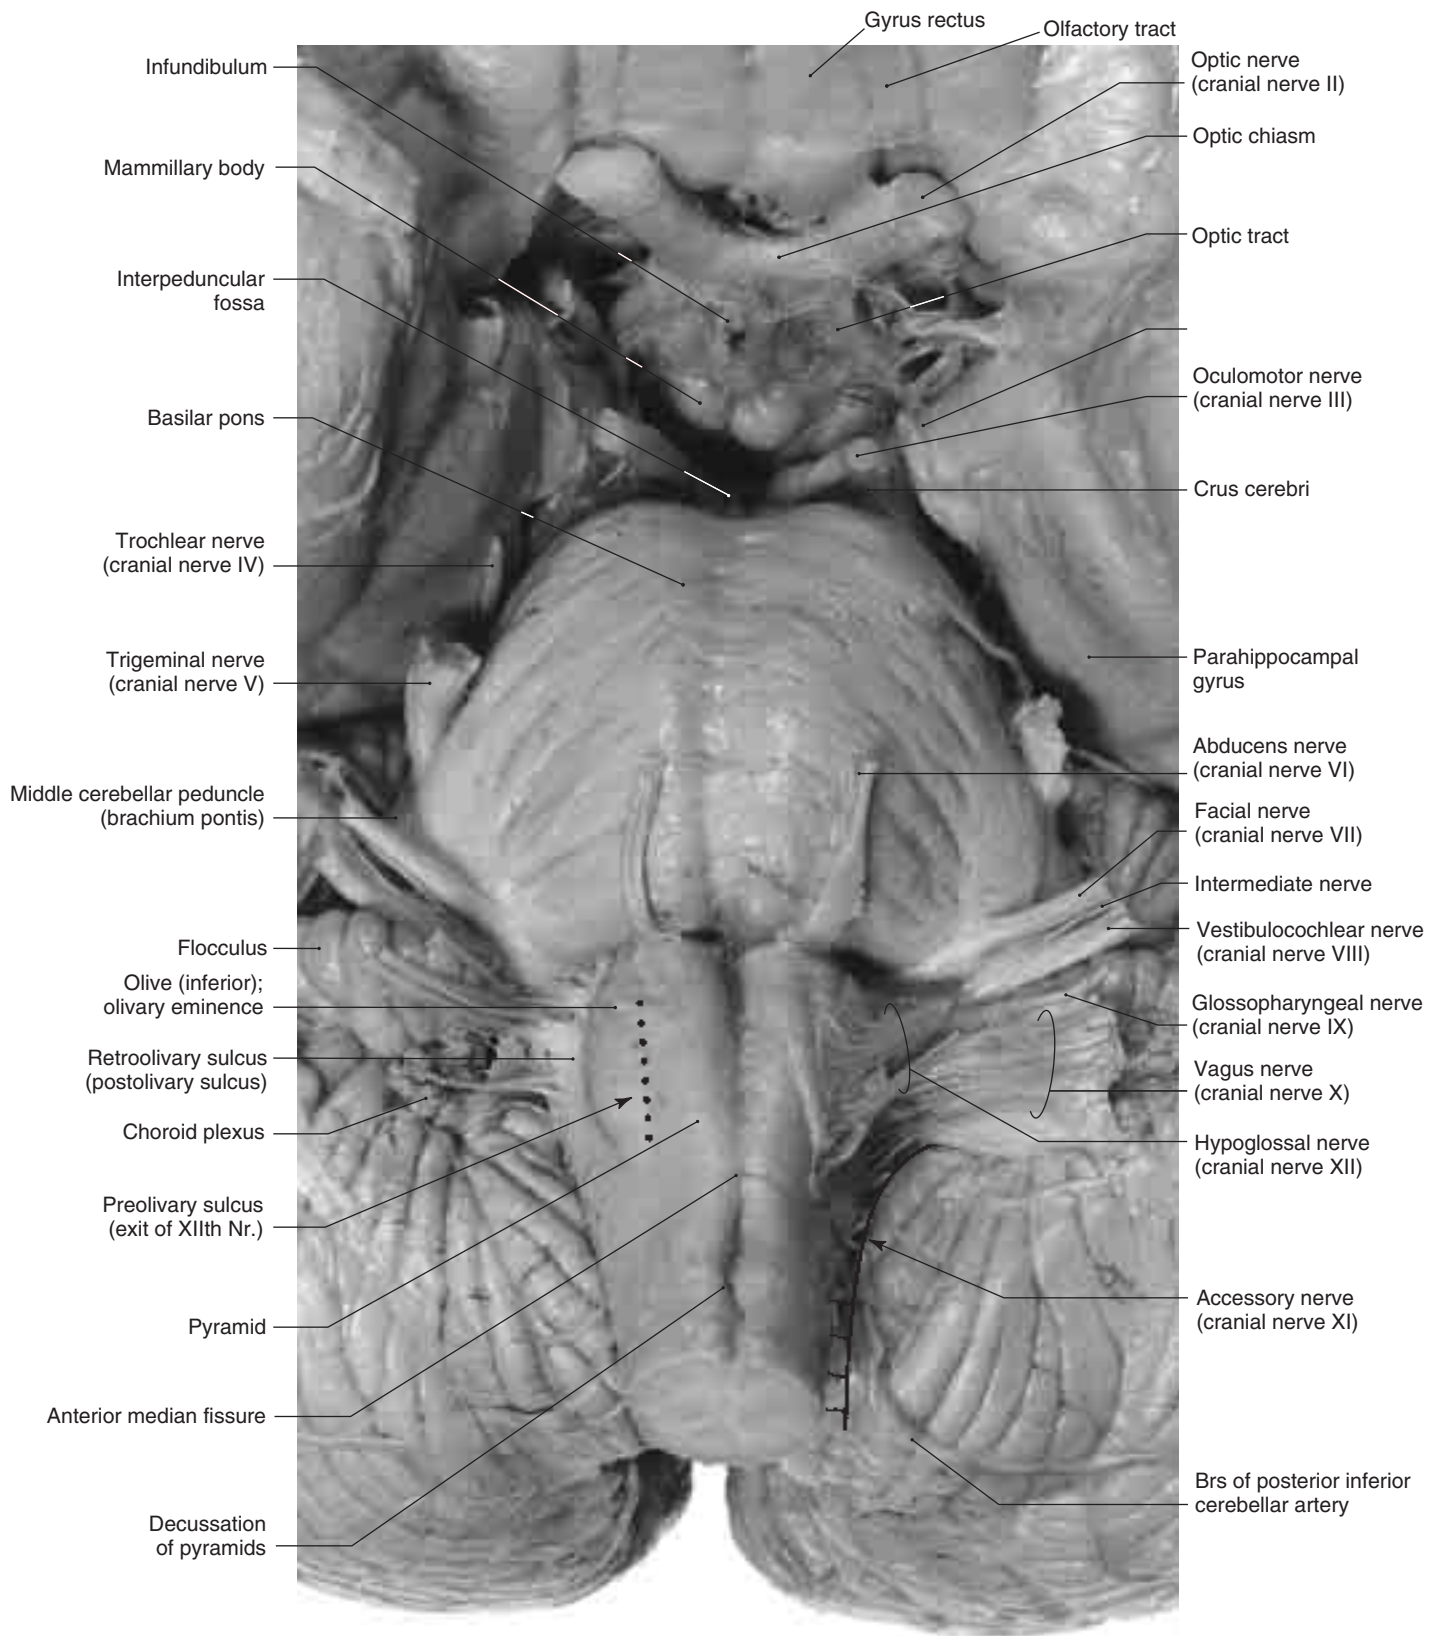 Gyrus rectus
Olfactory tract
Infundibulum
Mammillary body
Interpeduncular
fossa
Basilar pons
Trochlear nerve
(cranial nerve IV)
Trigeminal nerve
(cranial nerve V)
Middle cerebellar peduncle
(brachium pontis)
Flocculus
Olive (inferior);
olivary eminence
Retroolivary sulcus
(postolivary sulcus)
Choroid plexus
Preolivary sulcus
(exit of XIIth Nr.)
Pyramid
Anterior median fissure
Decussation
of pyramids
Optic nerve
(cranial nerve II)
Optic chiasm
Optic tract
Oculomotor nerve
(cranial nerve III)
Crus cerebri
Parahippocampal
gyrus
Abducens nerve
(cranial nerve VI)
Facial nerve
(cranial nerve VII)
Intermediate nerve
Vestibulocochlear nerve
(cranial nerve VIII)
Glossopharyngeal nerve
(cranial nerve IX)
Vagus nerve
(cranial nerve X)
Hypoglossal nerve
(cranial nerve XII)
Accessory nerve
(cranial nerve XI)
Brs of posterior inferior
cerebellar artery